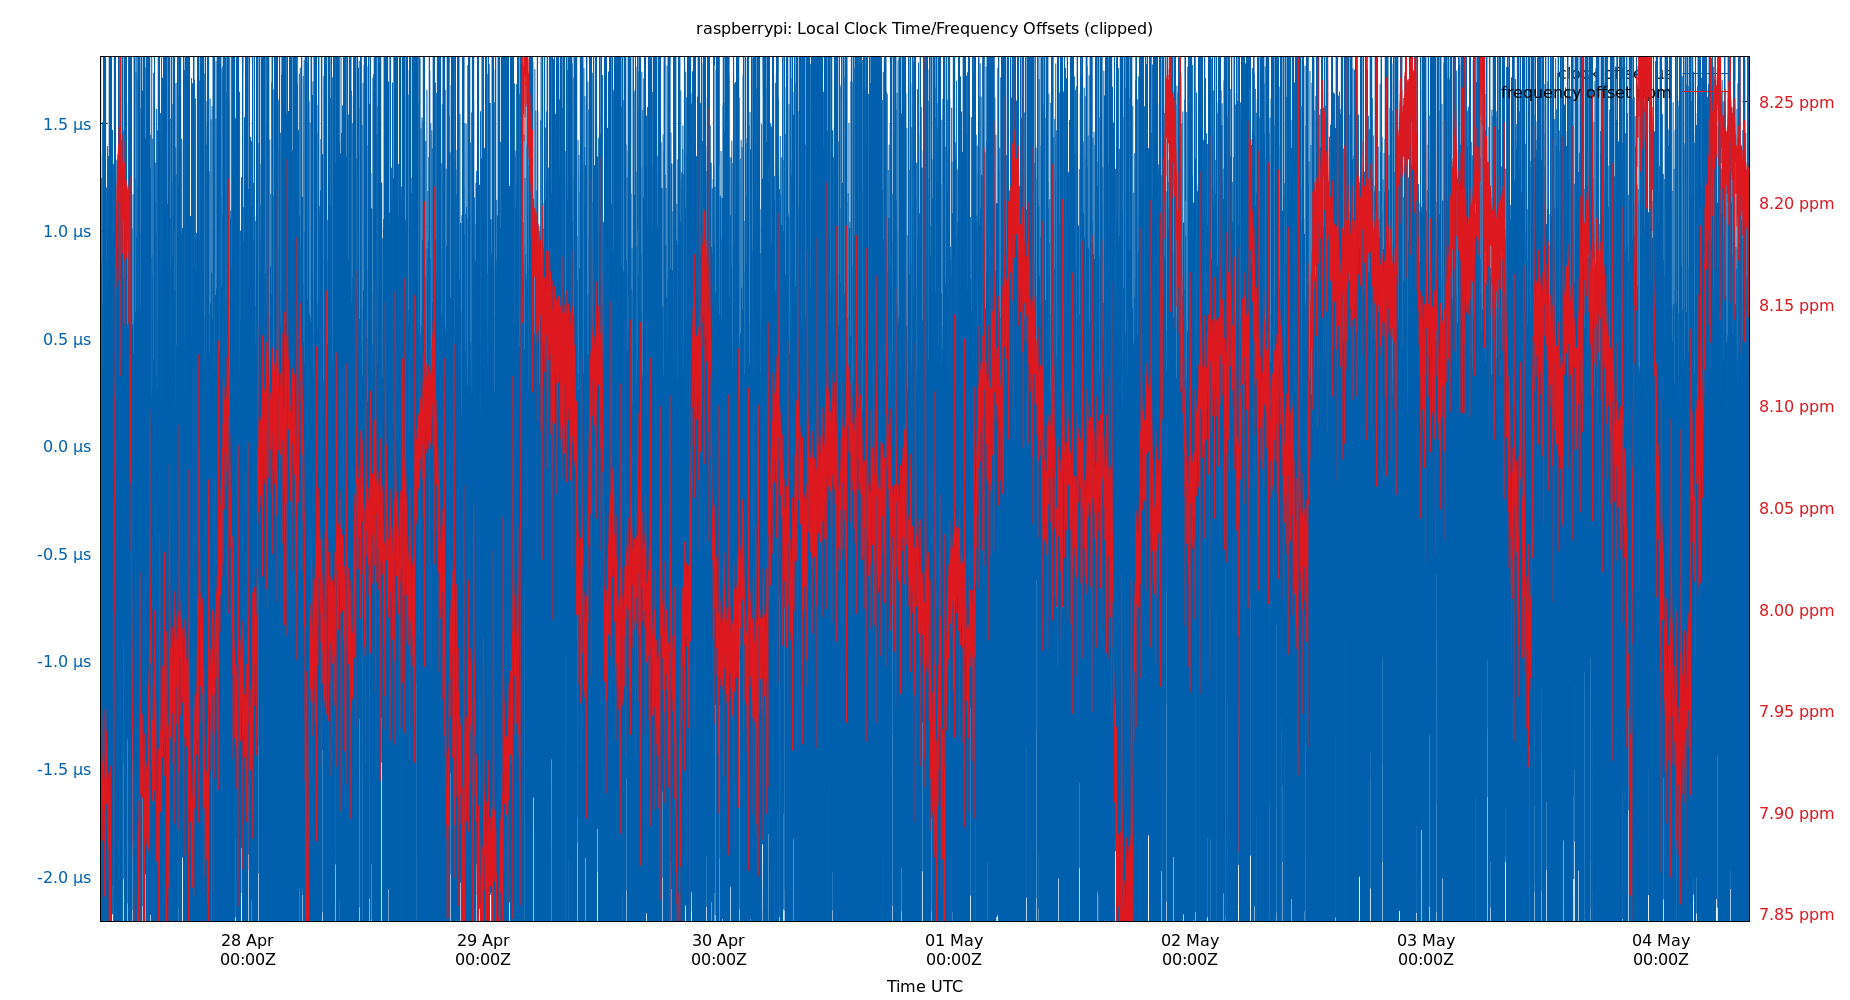 raspberrypi: Local Clock Time/Frequency Offsets (clipped)
clock offset μs
frequency offset ppm
1.5 μs
1.0 μs
0.5 μs
0.0 μs
-0.5 μs
-1.0 μs
-1.5 μs
-2.0 μs
8.25 ppm
8.20 ppm
8.15 ppm
8.10 ppm
8.05 ppm
8.00 ppm
7.95 ppm
7.90 ppm
7.85 ppm
28 Apr
00:00Z
29 Apr
00:00Z
30 Apr
00:00Z
01 May
00:00Z
02 May
00:00Z
03 May
00:00Z
04 May
00:00Z
Time UTC